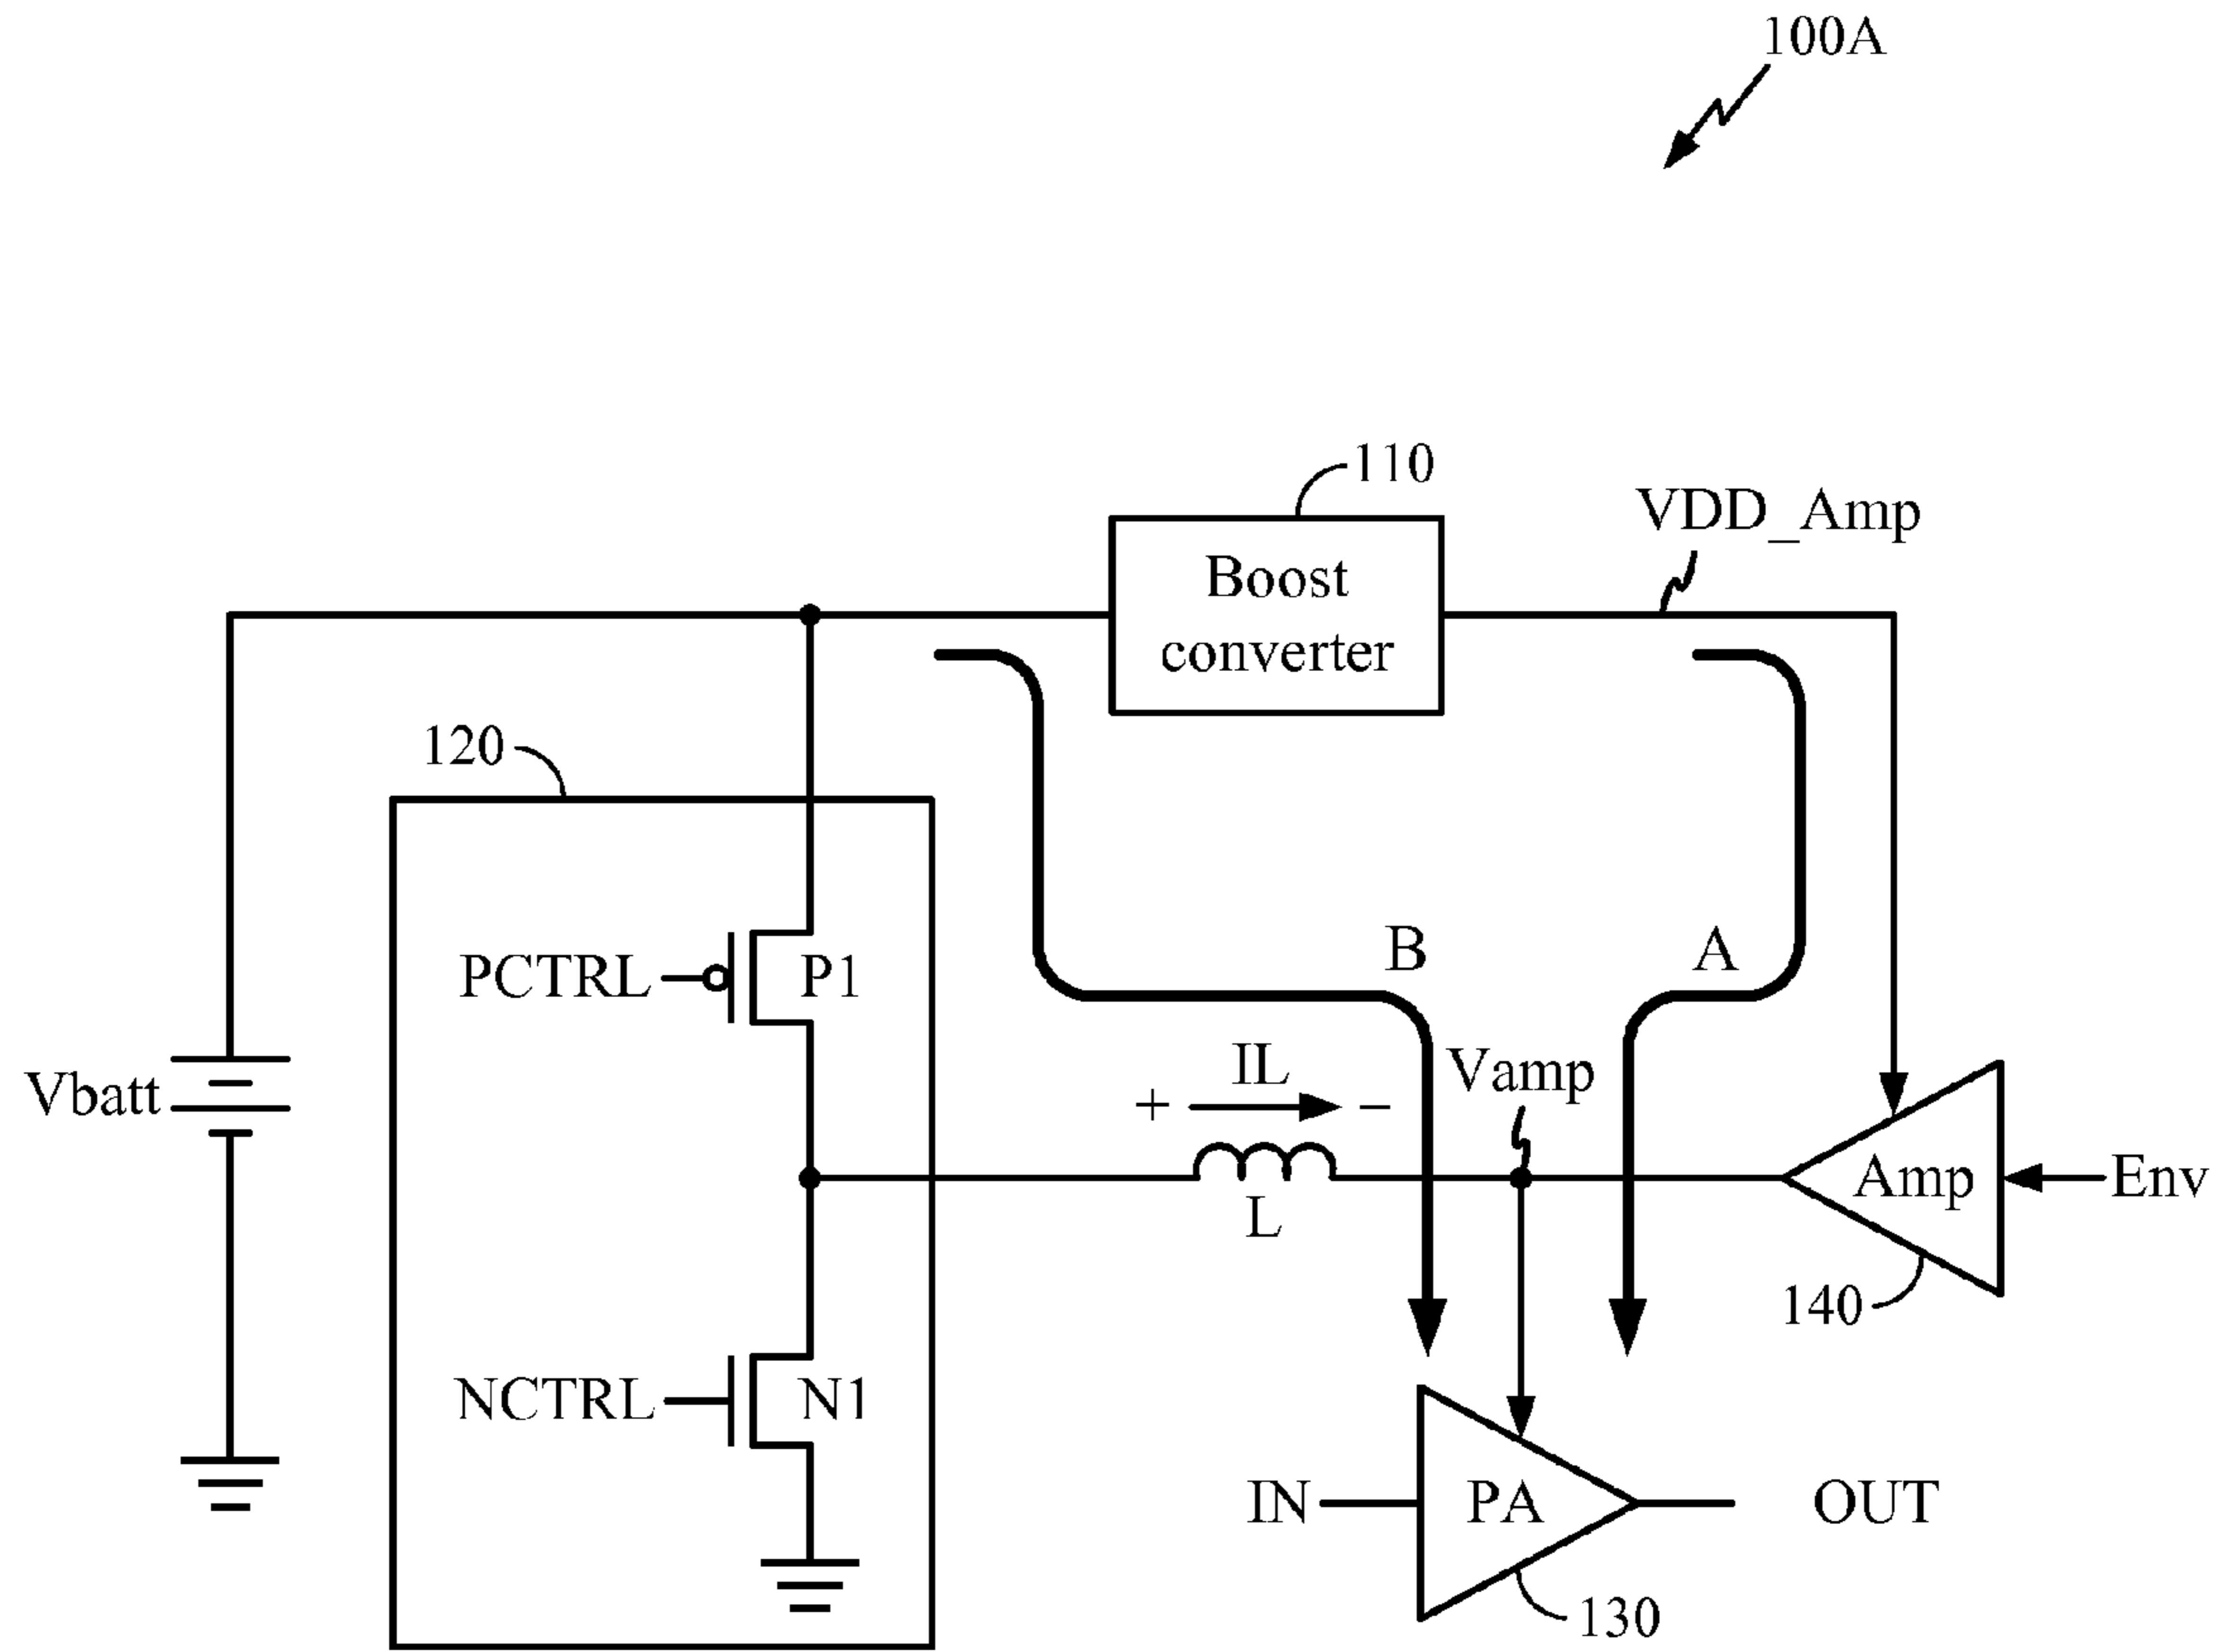 100A
110
VDD_Amp
Boost
converter
120
PCTRL
P1
B
A
IL
Vamp
+
−
Vbatt
L
Amp
Env
140
NCTRL
N1
IN
PA
OUT
130